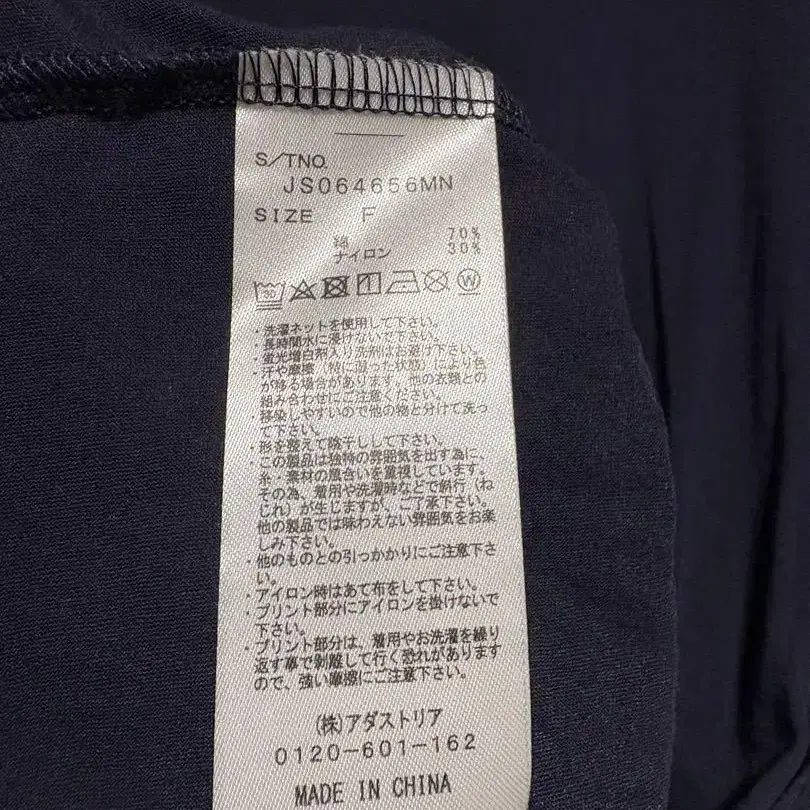 S/TNO.
JS064656MN
SIZE F
綿 70%
ナイロン 30%
30 W
・洗濯ネットを使用して下さい。
・長時間水に浸けないで下さい。
・蛍光増白剤入り洗剤はお避け下さい。
・汗や摩擦（特に湿った状態）により色
が移る場合があります。他の衣類との
組み合わせにご注意ください。
・移染しやすいので他の物と分けて洗っ
て下さい。
・形を整えて陰干しして下さい。
・この製品は独特の雰囲気を出す為に、
糸・素材の風合いを重視しています。
その為、着用や洗濯時などで斜行（ね
じれ）が生じますが、ご了承下さい。
他の製品では味わえない雰囲気をお楽
しみ下さい。
・他のものとの引っかかりにご注意下さ
い。
・アイロン時はあて布をして下さい。
・プリント部分にアイロンを掛けないで
下さい。
・プリント部分は、着用やお洗濯を繰り
返す事で剥離して行く恐れがあります
ので、強い摩擦にご注意下さい。
(株)アダストリア
0120-601-162
MADE IN CHINA